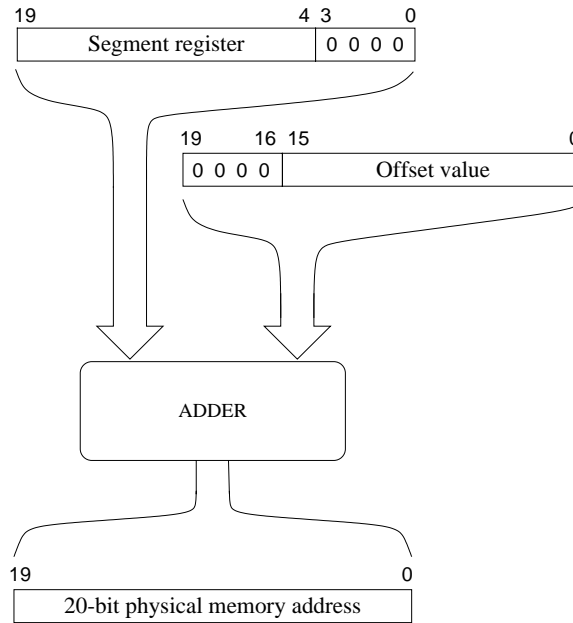 19 4 3 0
Segment register 0 0 0 0
19 16 15 0
0 0 0 0 Offset value
ADDER
19 0
20-bit physical memory address